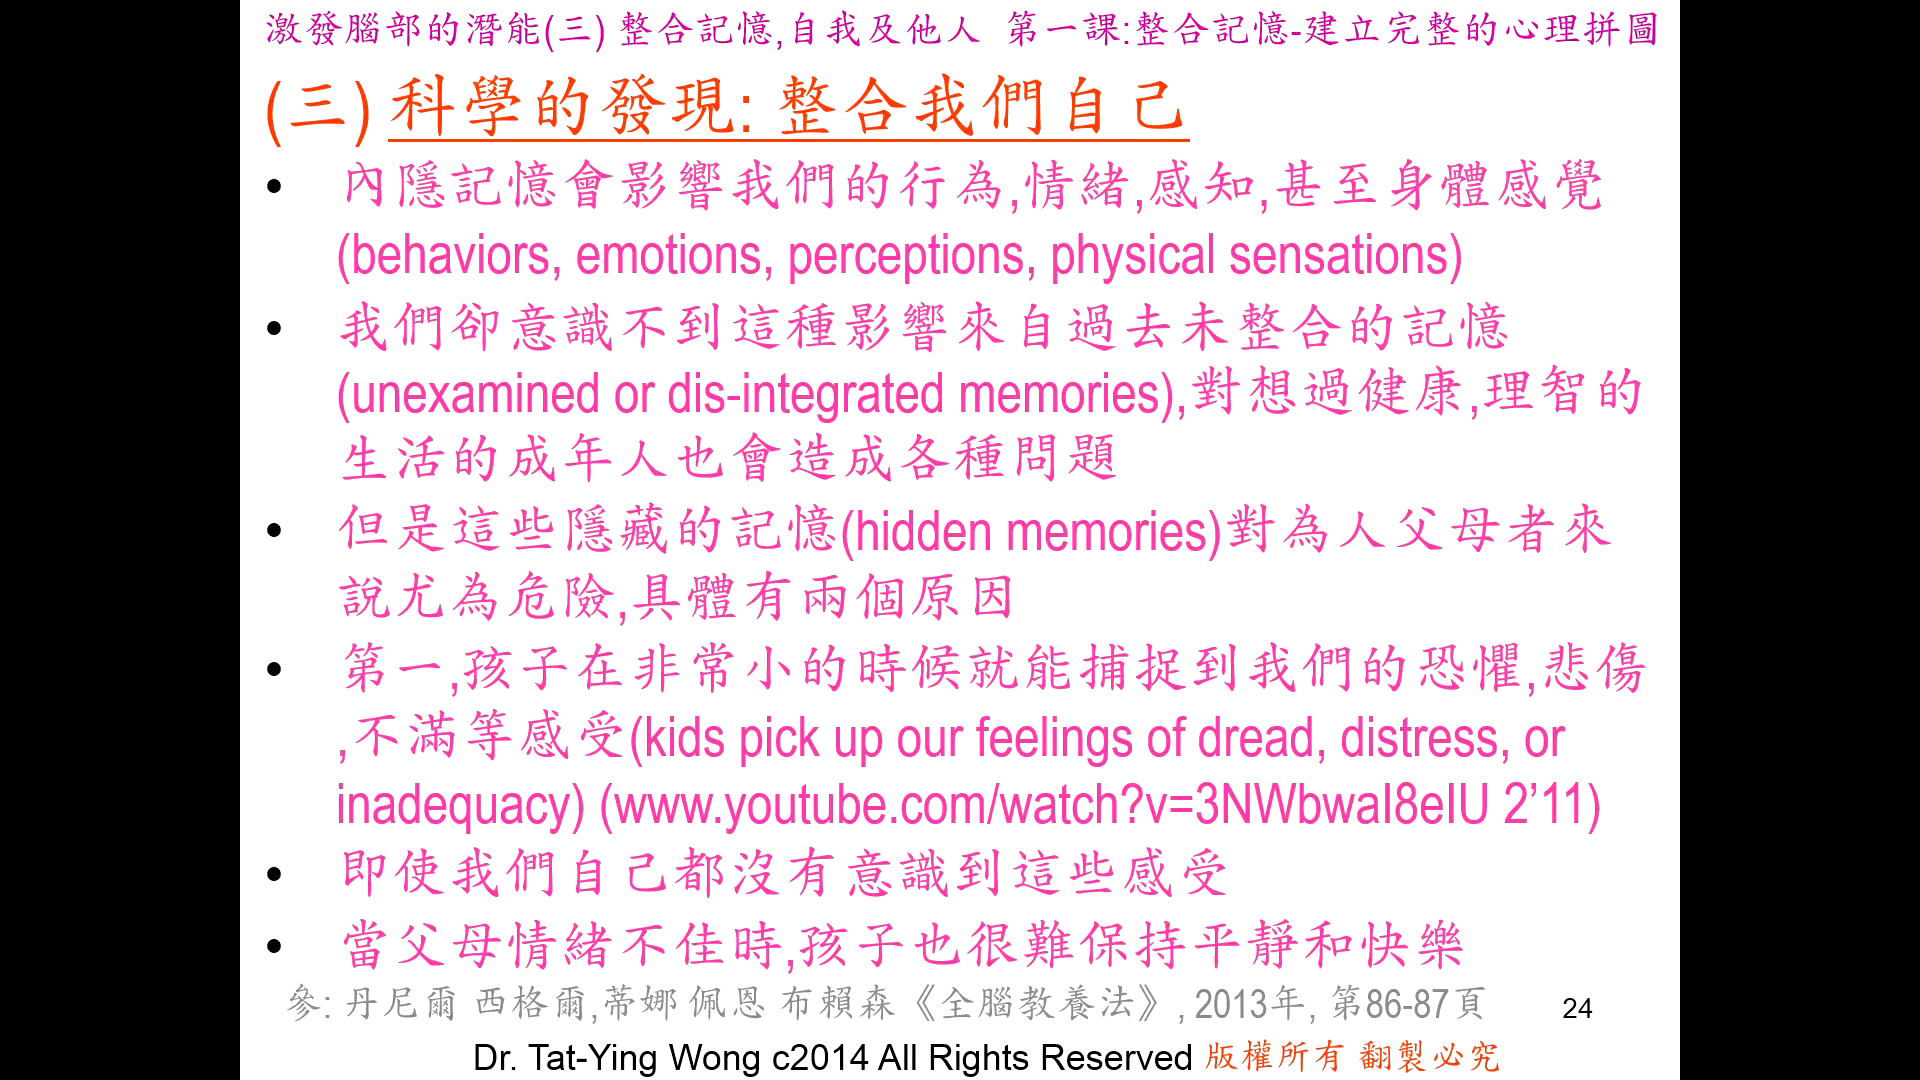 激發腦部的潛能(三) 整合記憶,自我及他人 第一課:整合記憶-建立完整的心理拼圖
(三) 科學的發現: 整合我們自己
• 內隱記憶會影響我們的行為,情緒,感知,甚至身體感覺
(behaviors, emotions, perceptions, physical sensations)
• 我們卻意識不到這種影響來自過去未整合的記憶
(unexamined or dis-integrated memories),對想過健康,理智的
生活的成年人也會造成各種問題
• 但是這些隱藏的記憶(hidden memories)對為人父母者來
說尤為危險,具體有兩個原因
• 第一,孩子在非常小的時候就能捕捉到我們的恐懼,悲傷
,不滿等感受(kids pick up our feelings of dread, distress, or
inadequacy) (www.youtube.com/watch?v=3NWbwaI8eIU 2’11)
• 即使我們自己都沒有意識到這些感受
• 當父母情緒不佳時,孩子也很難保持平靜和快樂
參: 丹尼爾 西格爾,蒂娜 佩恩 布賴森《全腦教養法》, 2013年, 第86-87頁
24
Dr. Tat-Ying Wong c2014 All Rights Reserved 版權所有 翻製必究